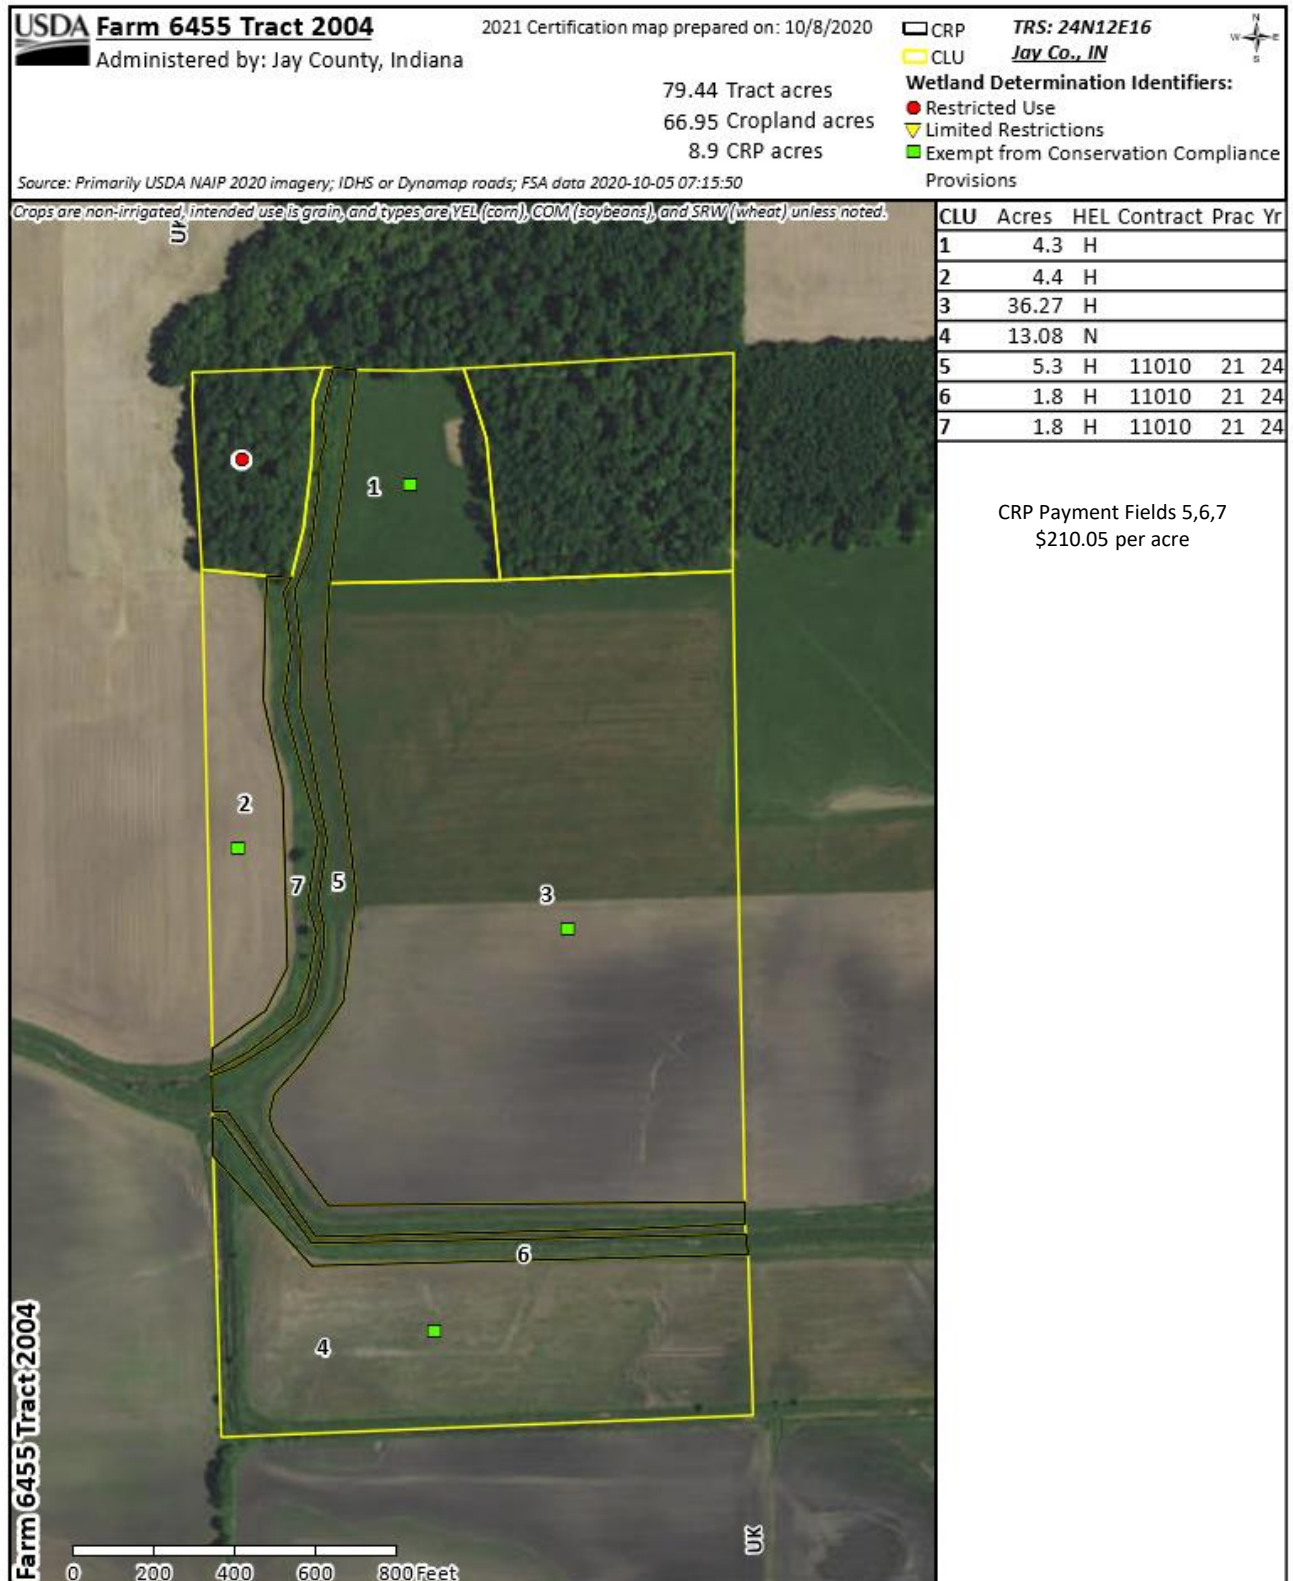 USDA Farm 6455 Tract 2004
Administered by: Jay County, Indiana
2021 Certification map prepared on: 10/8/2020
79.44 Tract acres
66.95 Cropland acres
8.9 CRP acres
CRP
CLU
TRS: 24N12E16
Jay Co., IN
N
W E
S
Wetland Determination Identifiers:
Restricted Use
Limited Restrictions
Exempt from Conservation Compliance
Provisions
Source: Primarily USDA NAIP 2020 imagery; IDHS or Dynamap roads; FSA data 2020-10-05 07:15:50
Crops are non-irrigated, intended use is grain, and types are YEL (corn), COM (soybeans), and SRW (wheat) unless noted.
CLU Acres HEL Contract Prac Yr
1 4.3 H
2 4.4 H
3 36.27 H
4 13.08 N
5 5.3 H 11010 21 24
6 1.8 H 11010 21 24
7 1.8 H 11010 21 24
CRP Payment Fields 5,6,7
$210.05 per acre
UK
1
2
7
5
3
6
4
UK
Farm 6455 Tract 2004
0 200 400 600 800 Feet